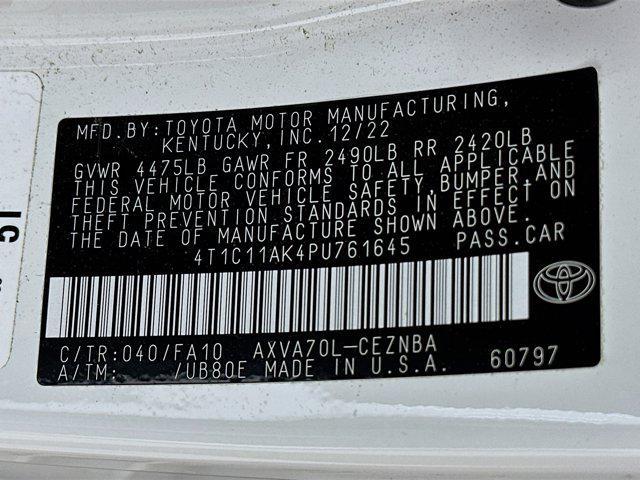 MFD.BY:TOYOTA MOTOR MANUFACTURING,
KENTUCKY,INC.12/22
GVWR 4475LB GAWR FR 2490LB RR 2420LB
THIS VEHICLE CONFORMS TO ALL APPLICABLE
FEDERAL MOTOR VEHICLE SAFETY,BUMPER,AND
THEFT PREVENTION STANDARDS IN EFFECT ON
THE DATE OF MANUFACTURE SHOWN ABOVE.
4T1C11AK4PU761645 PASS.CAR
C/TR:040/FA10 AXVA70L-CEZNBA
A/TM: /UB80E MADE IN U.S.A. 60797